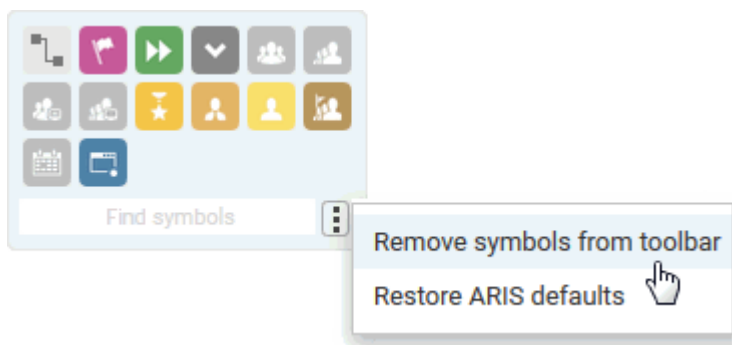 Find symbols
Remove symbols from toolbar
Restore ARIS defaults